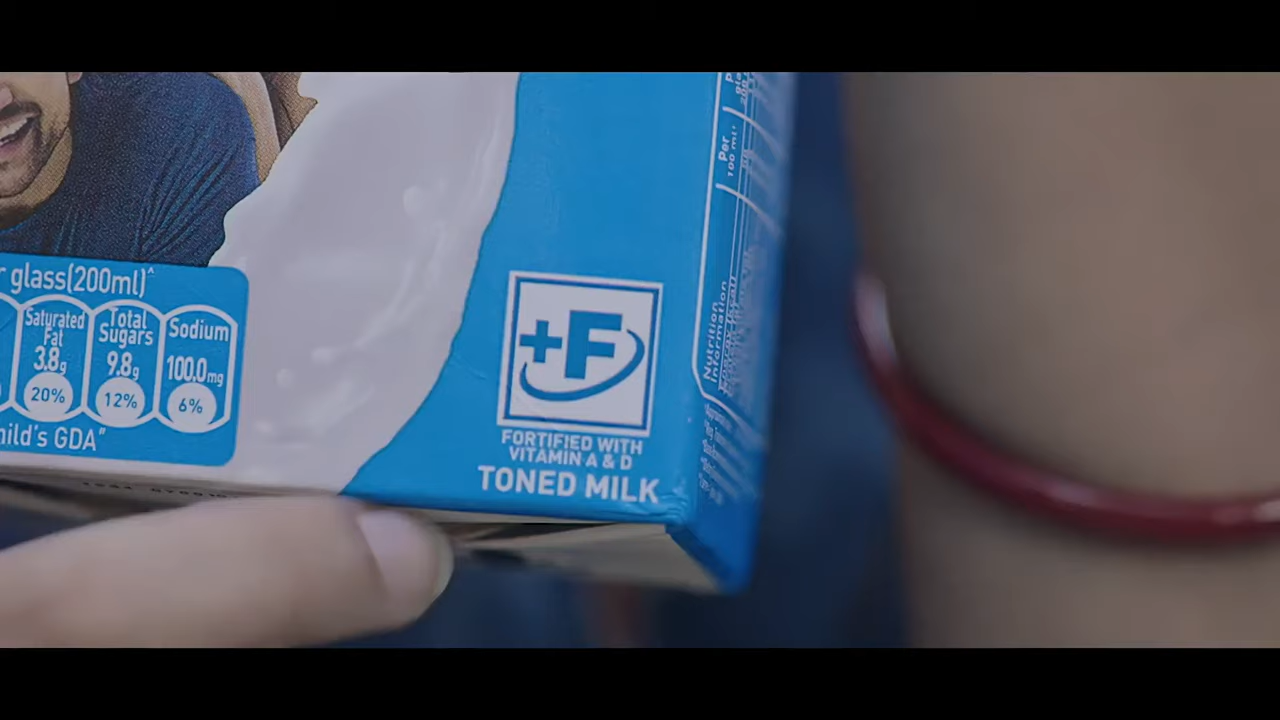 r glass(200ml)^
Saturated
Fat
3.8g
20%
Total
Sugars
9.8g
12%
Sodium
100.0mg
6%
hild's GDA"
+F
FORTIFIED WITH
VITAMIN A & D
TONED MILK
Per
100 ml
Nutrition
Information